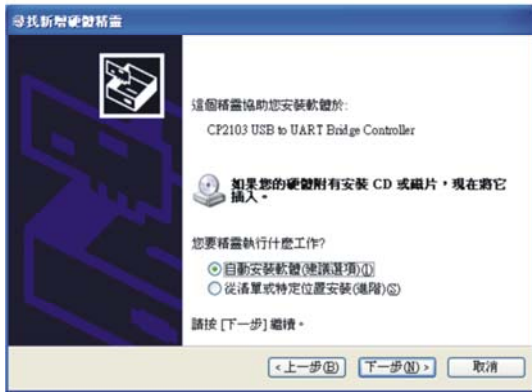 尋找新增硬體精靈
這個精靈協助您安裝軟體於:
CP2103 USB to UART Bridge Controller
如果您的硬體附有安裝 CD 或磁片，現在將它
插入。
您要精靈執行什麼工作?
自動安裝軟體(建議選項)(I)
從清單或特定位置安裝(進階)(S)
請按 [下一步] 繼續。
<上一步(B) 下一步(N)> 取消